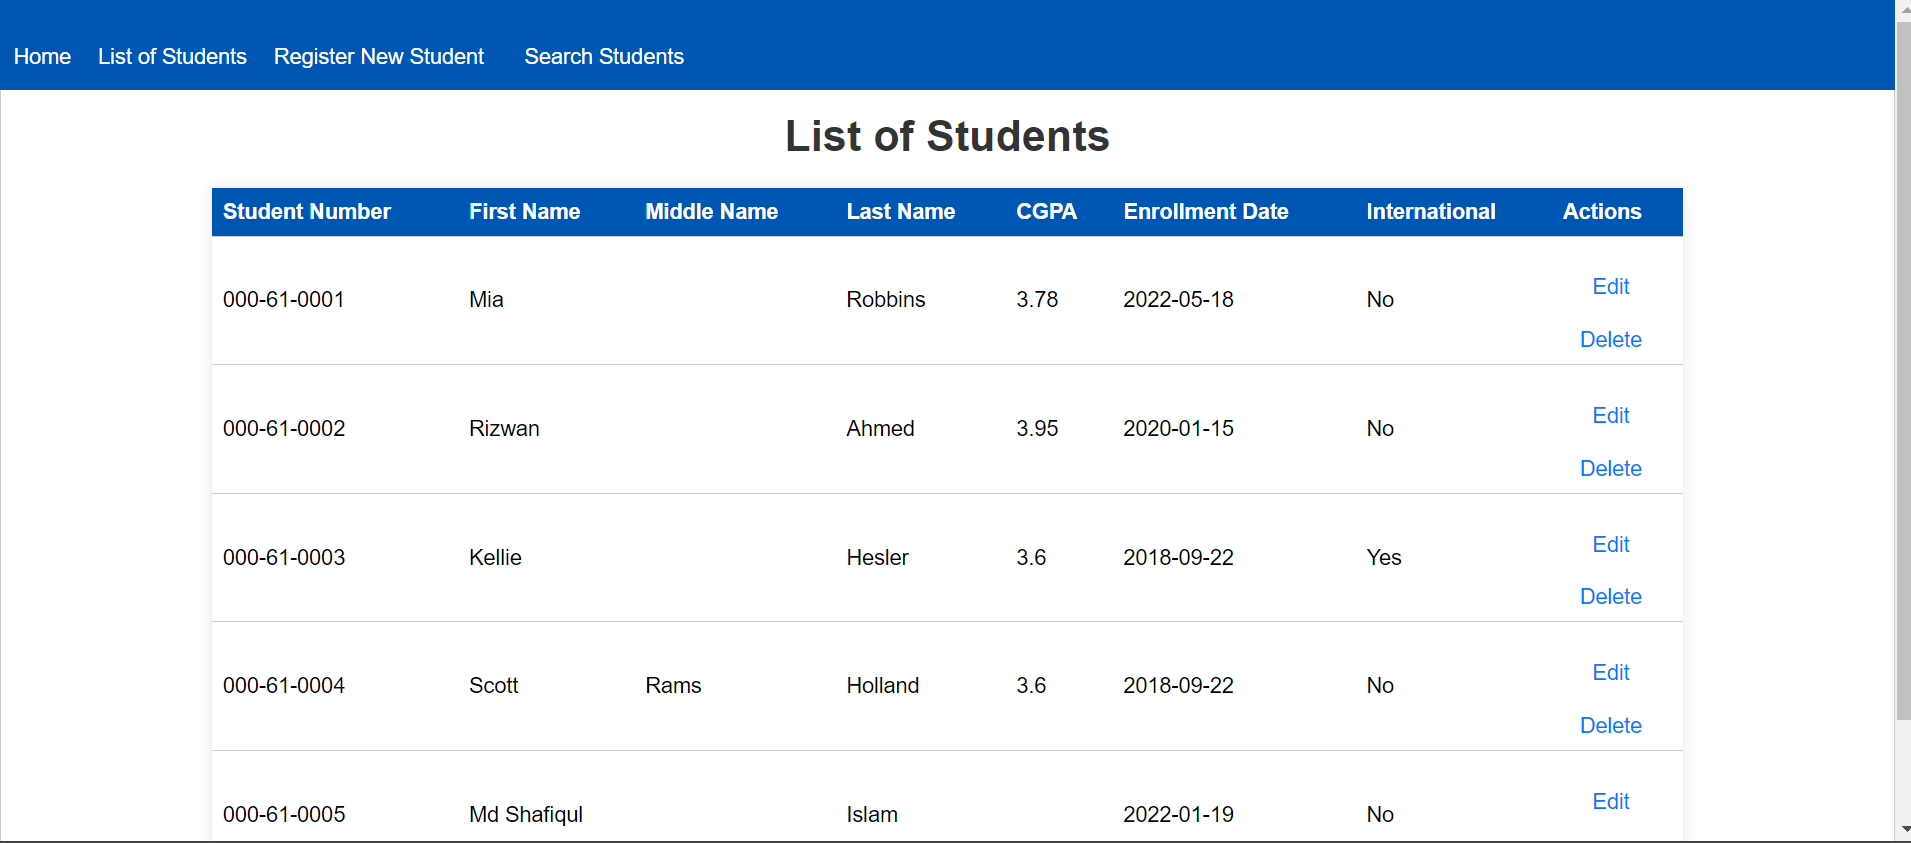 Home List of Students Register New Student Search Students
List of Students
Student Number First Name Middle Name Last Name CGPA Enrollment Date International Actions
000-61-0001 Mia Robbins 3.78 2022-05-18 No Edit
Delete
000-61-0002 Rizwan Ahmed 3.95 2020-01-15 No Edit
Delete
000-61-0003 Kellie Hesler 3.6 2018-09-22 Yes Edit
Delete
000-61-0004 Scott Rams Holland 3.6 2018-09-22 No Edit
Delete
000-61-0005 Md Shafiqul Islam 2022-01-19 No Edit